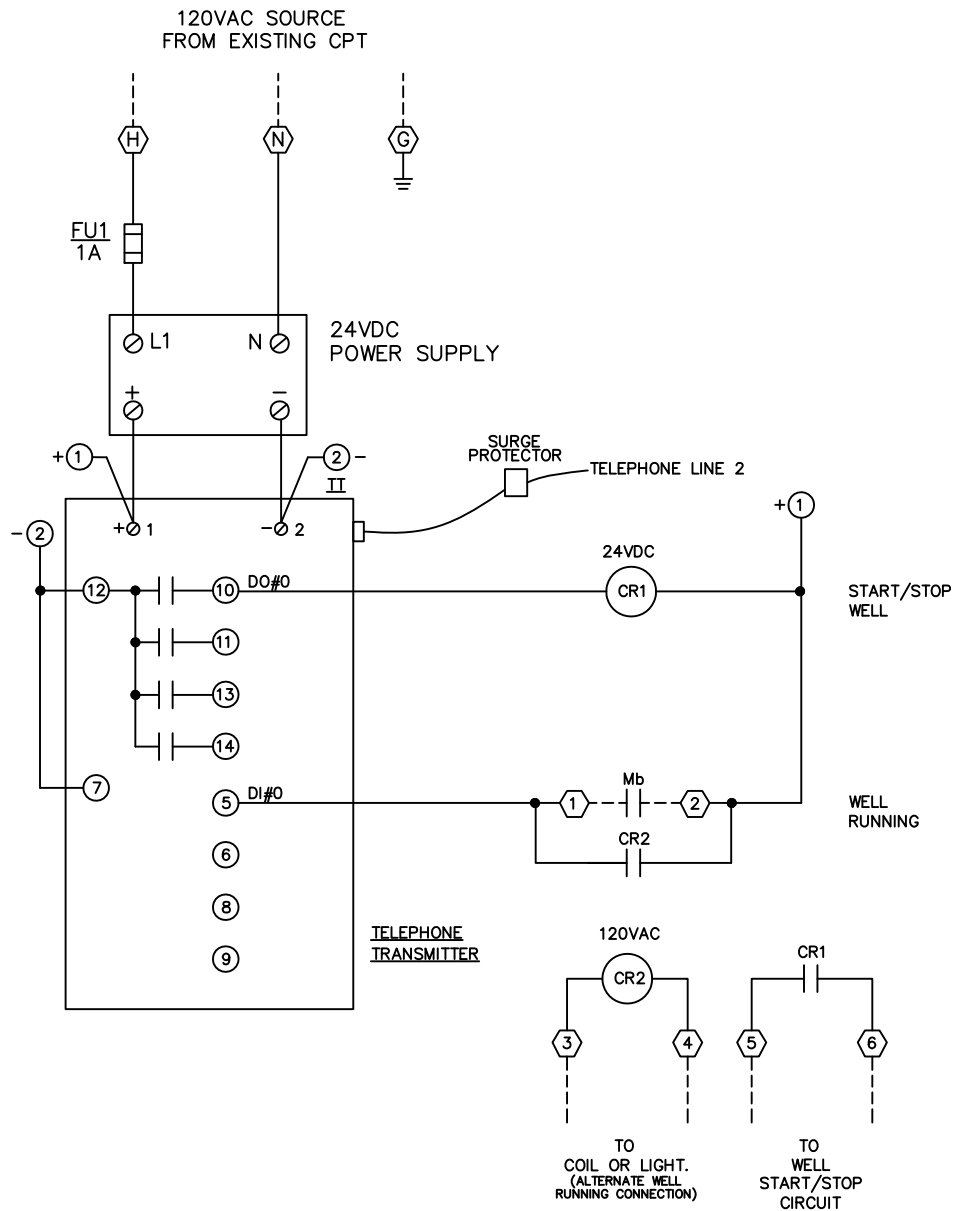 120VAC SOURCE
FROM EXISTING CPT
H
N
G
FU1
1A
L1
N
24VDC
POWER SUPPLY
+
−
+ 1
2 −
TT
SURGE
PROTECTOR
TELEPHONE LINE 2
+ 1
− 2
+ 1
− 2
12
10
DO#0
24VDC
CR1
START/STOP
WELL
11
13
14
7
5
DI#0
1
Mb
2
WELL
RUNNING
CR2
6
8
9
TELEPHONE
TRANSMITTER
120VAC
CR2
CR1
3
4
5
6
TO
COIL OR LIGHT.
(ALTERNATE WELL
RUNNING CONNECTION)
TO
WELL
START/STOP
CIRCUIT